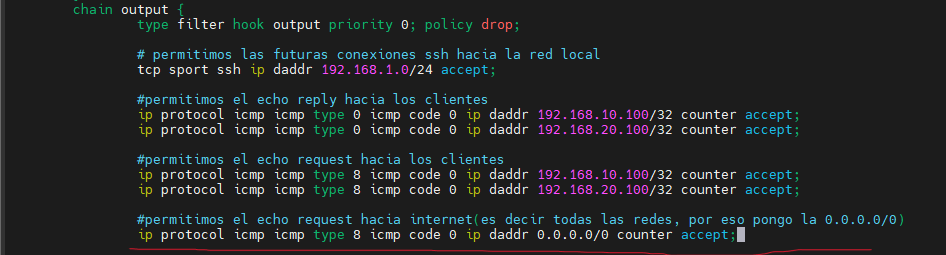 chain output {
type filter hook output priority 0; policy drop;
# permitimos las futuras conexiones ssh hacia la red local
tcp sport ssh ip daddr 192.168.1.0/24 accept;
#permitimos el echo reply hacia los clientes
ip protocol icmp icmp type 0 icmp code 0 ip daddr 192.168.10.100/32 counter accept;
ip protocol icmp icmp type 0 icmp code 0 ip daddr 192.168.20.100/32 counter accept;
#permitimos el echo request hacia los clientes
ip protocol icmp icmp type 8 icmp code 0 ip daddr 192.168.10.100/32 counter accept;
ip protocol icmp icmp type 8 icmp code 0 ip daddr 192.168.20.100/32 counter accept;
#permitimos el echo request hacia internet(es decir todas las redes, por eso pongo la 0.0.0.0/0)
ip protocol icmp icmp type 8 icmp code 0 ip daddr 0.0.0.0/0 counter accept;